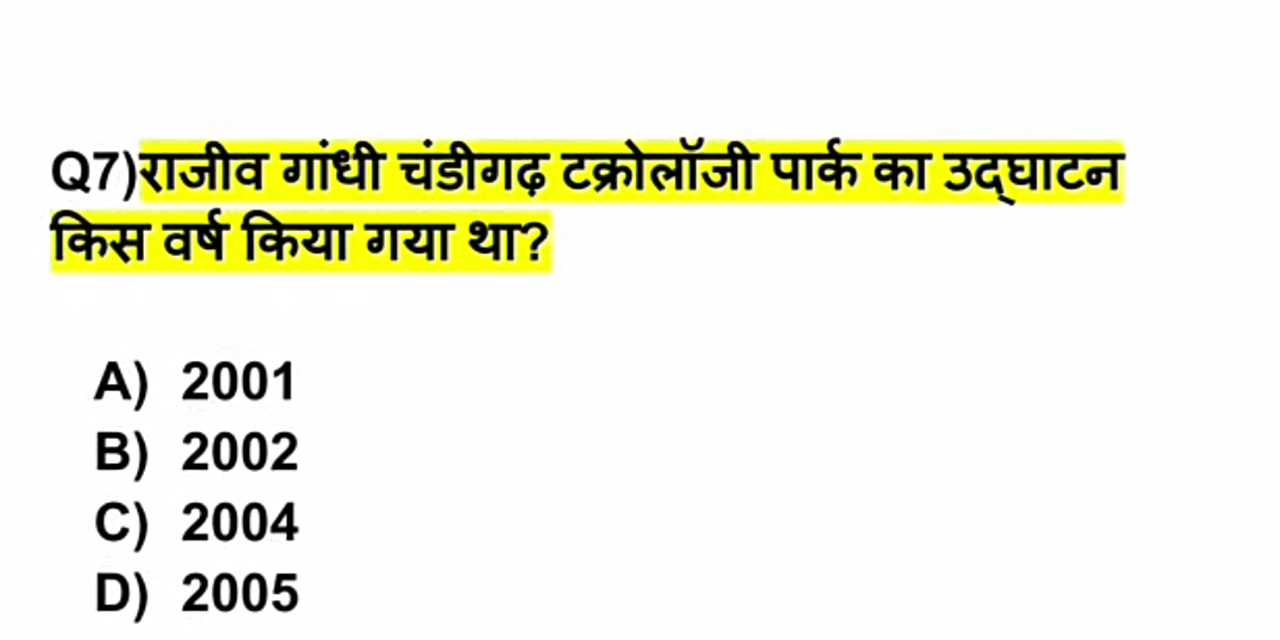 Q7)राजीव गांधी चंडीगढ़ टक्रोलॉजी पार्क का उद्घाटन
किस वर्ष किया गया था?
A) 2001
B) 2002
C) 2004
D) 2005